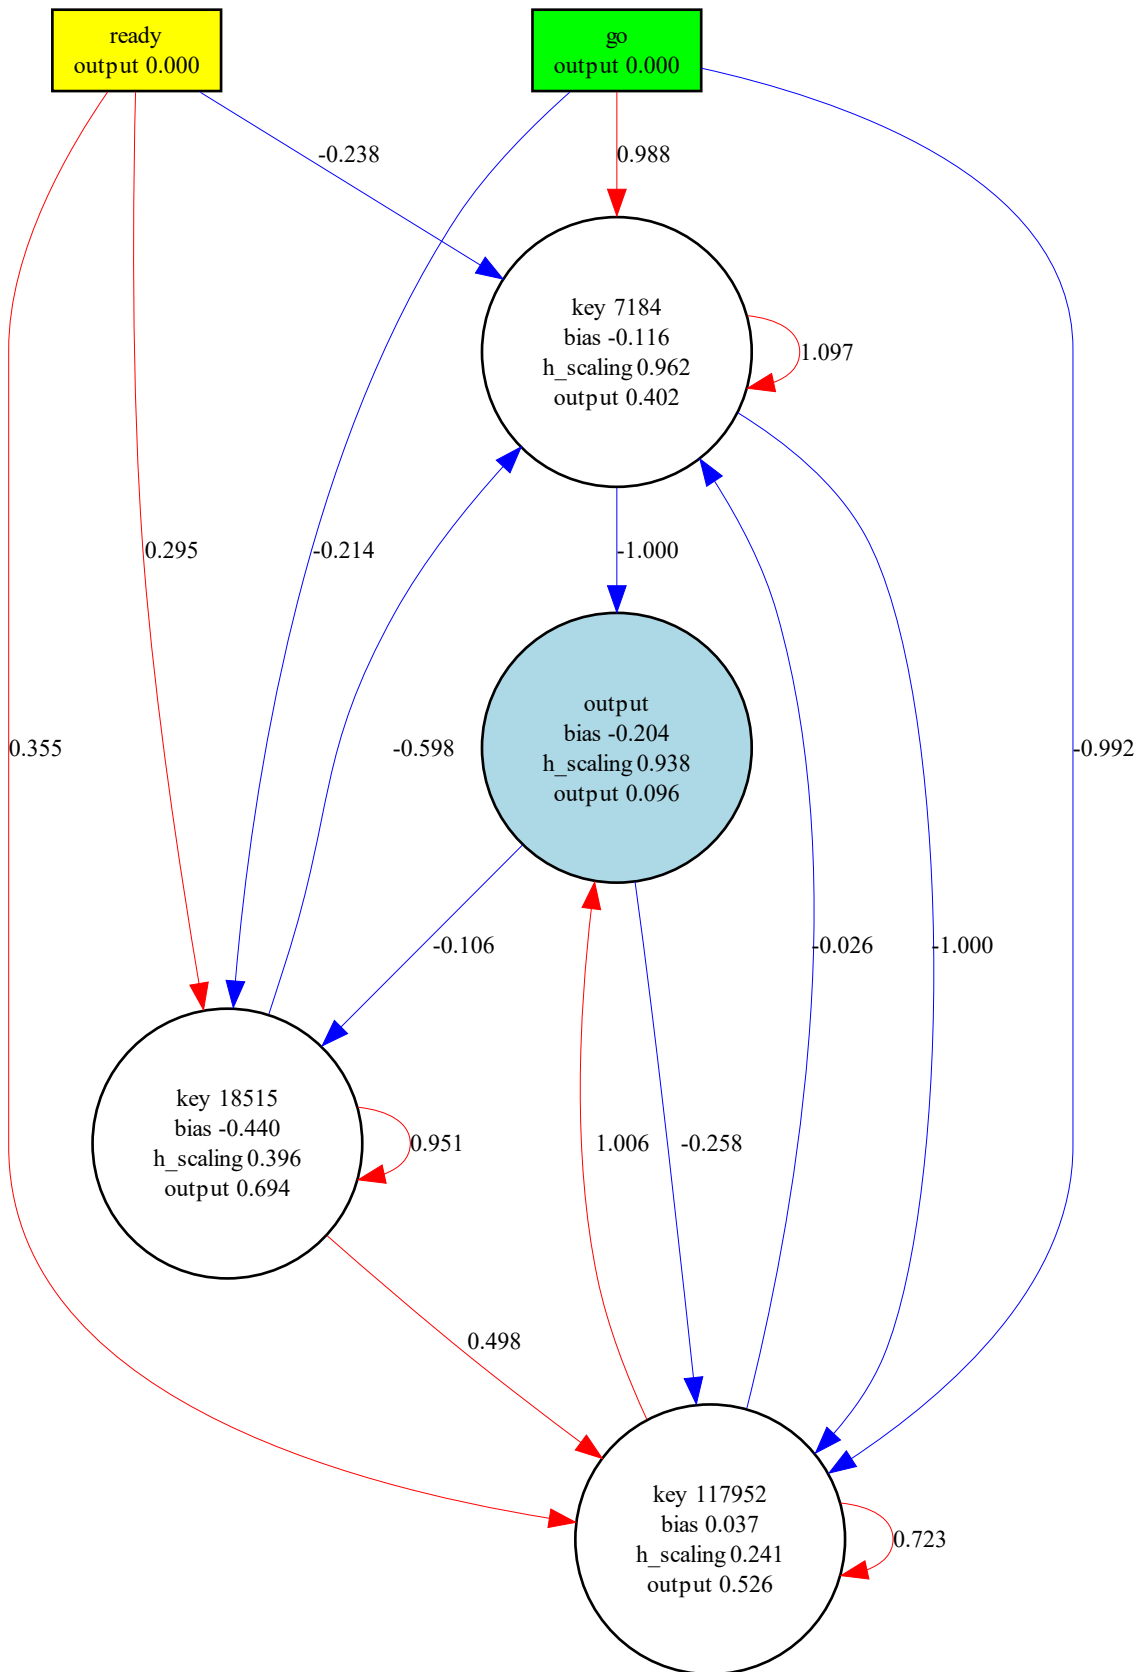 ready
output 0.000
go
output 0.000
-0.238
0.988
key 7184
bias -0.116
h_scaling 0.962
output 0.402
1.097
0.295
-0.214
-1.000
0.355
-0.598
output
bias -0.204
h_scaling 0.938
output 0.096
-0.992
-0.106
-0.026
-1.000
key 18515
bias -0.440
h_scaling 0.396
output 0.694
0.951
1.006
-0.258
0.498
key 117952
bias 0.037
h_scaling 0.241
output 0.526
0.723